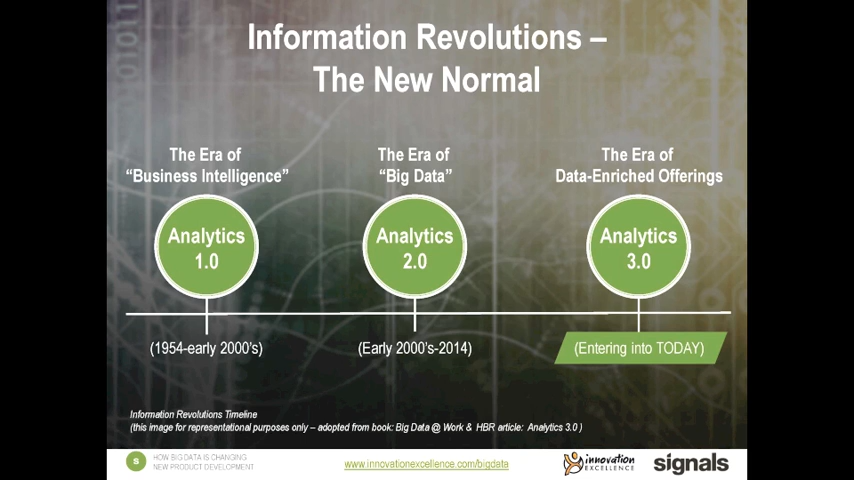 Information Revolutions –
The New Normal
The Era of
“Business Intelligence”
The Era of
“Big Data”
The Era of
Data-Enriched Offerings
Analytics
1.0
Analytics
2.0
Analytics
3.0
(1954-early 2000's)
(Early 2000's-2014)
(Entering into TODAY)
Information Revolutions Timeline
(this image for representational purposes only – adopted from book: Big Data @ Work & HBR article: Analytics 3.0 )
S
HOW BIG DATA IS CHANGING
NEW PRODUCT DEVELOPMENT
www.innovationexcellence.com/bigdata
innovation
EXCELLENCE
signals